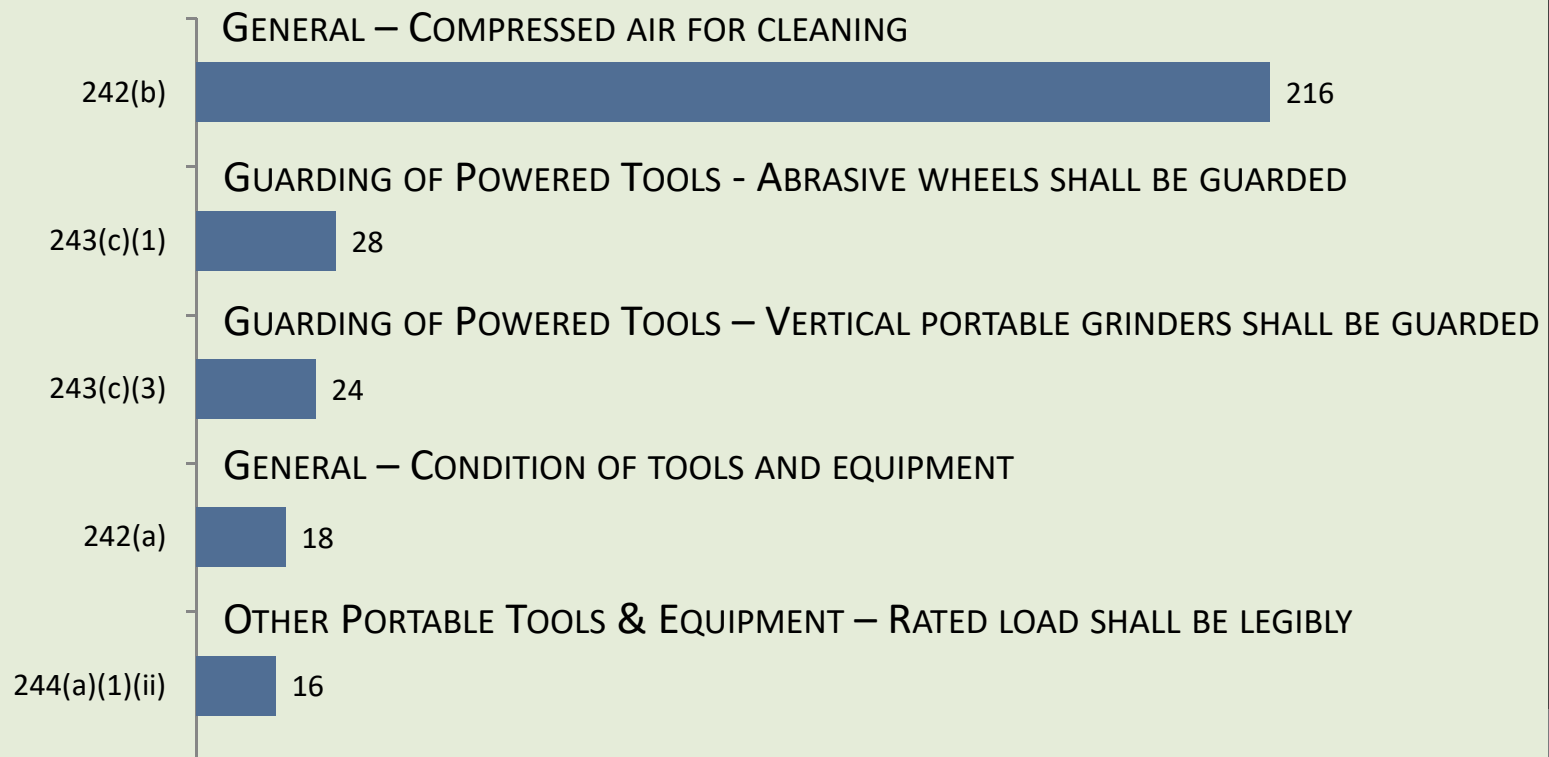 GENERAL – COMPRESSED AIR FOR CLEANING
242(b)
216
GUARDING OF POWERED TOOLS - ABRASIVE WHEELS SHALL BE GUARDED
243(c)(1)
28
GUARDING OF POWERED TOOLS – VERTICAL PORTABLE GRINDERS SHALL BE GUARDED
243(c)(3)
24
GENERAL – CONDITION OF TOOLS AND EQUIPMENT
242(a)
18
OTHER PORTABLE TOOLS & EQUIPMENT – RATED LOAD SHALL BE LEGIBLY
244(a)(1)(ii)
16